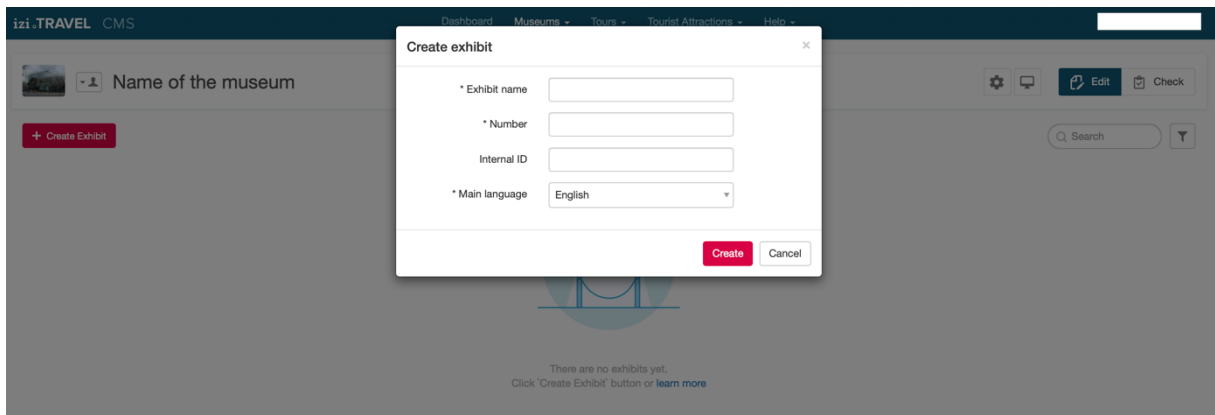 izi.TRAVEL CMS
Dashboard Museums Tours Tourist Attractions Help
Create exhibit ×
Name of the museum
Edit Check
+ Create Exhibit
Search
* Exhibit name
* Number
Internal ID
* Main language English
Create Cancel
There are no exhibits yet.
Click 'Create Exhibit' button or learn more